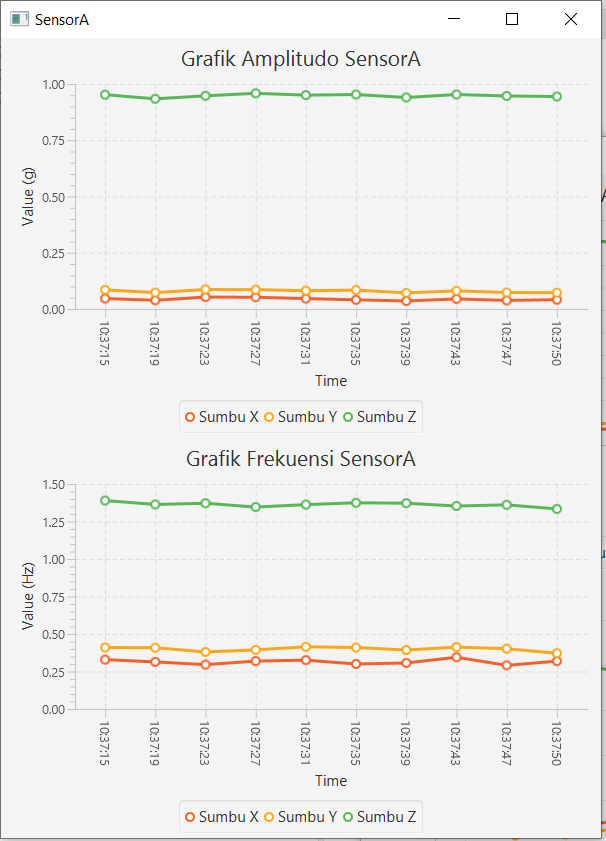 SensorA
Grafik Amplitudo SensorA
1.00
0.75
0.50
0.25
0.00
Value (g)
10:37:15 10:37:19 10:37:23 10:37:27 10:37:31 10:37:35 10:37:39 10:37:43 10:37:47 10:37:50
Time
Sumbu X Sumbu Y Sumbu Z
Grafik Frekuensi SensorA
1.50
1.25
1.00
0.75
0.50
0.25
0.00
Value (Hz)
10:37:15 10:37:19 10:37:23 10:37:27 10:37:31 10:37:35 10:37:39 10:37:43 10:37:47 10:37:50
Time
Sumbu X Sumbu Y Sumbu Z